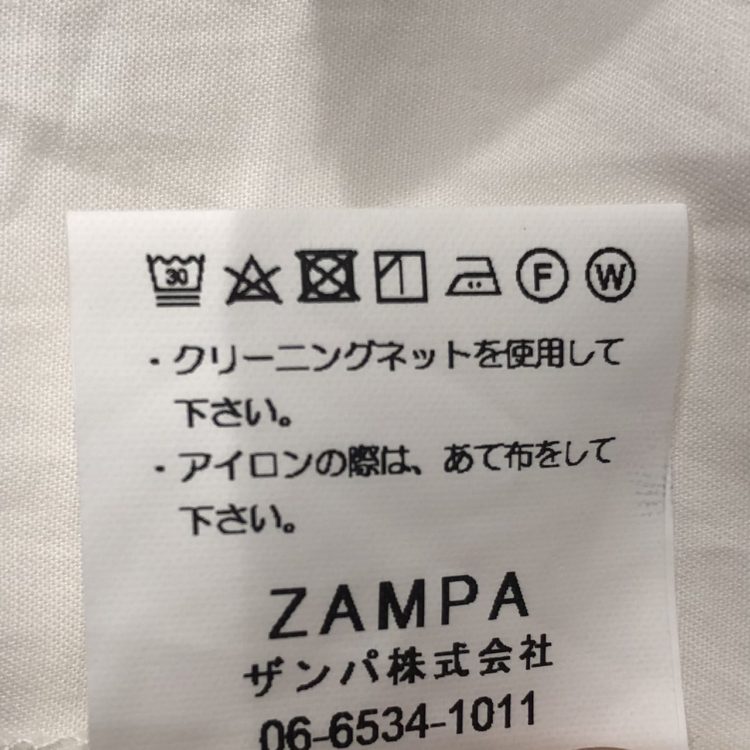 30 F W
・クリーニングネットを使用して
下さい。
・アイロンの際は、あて布をして
下さい。
ZAMPA
ザンパ株式会社
06-6534-1011